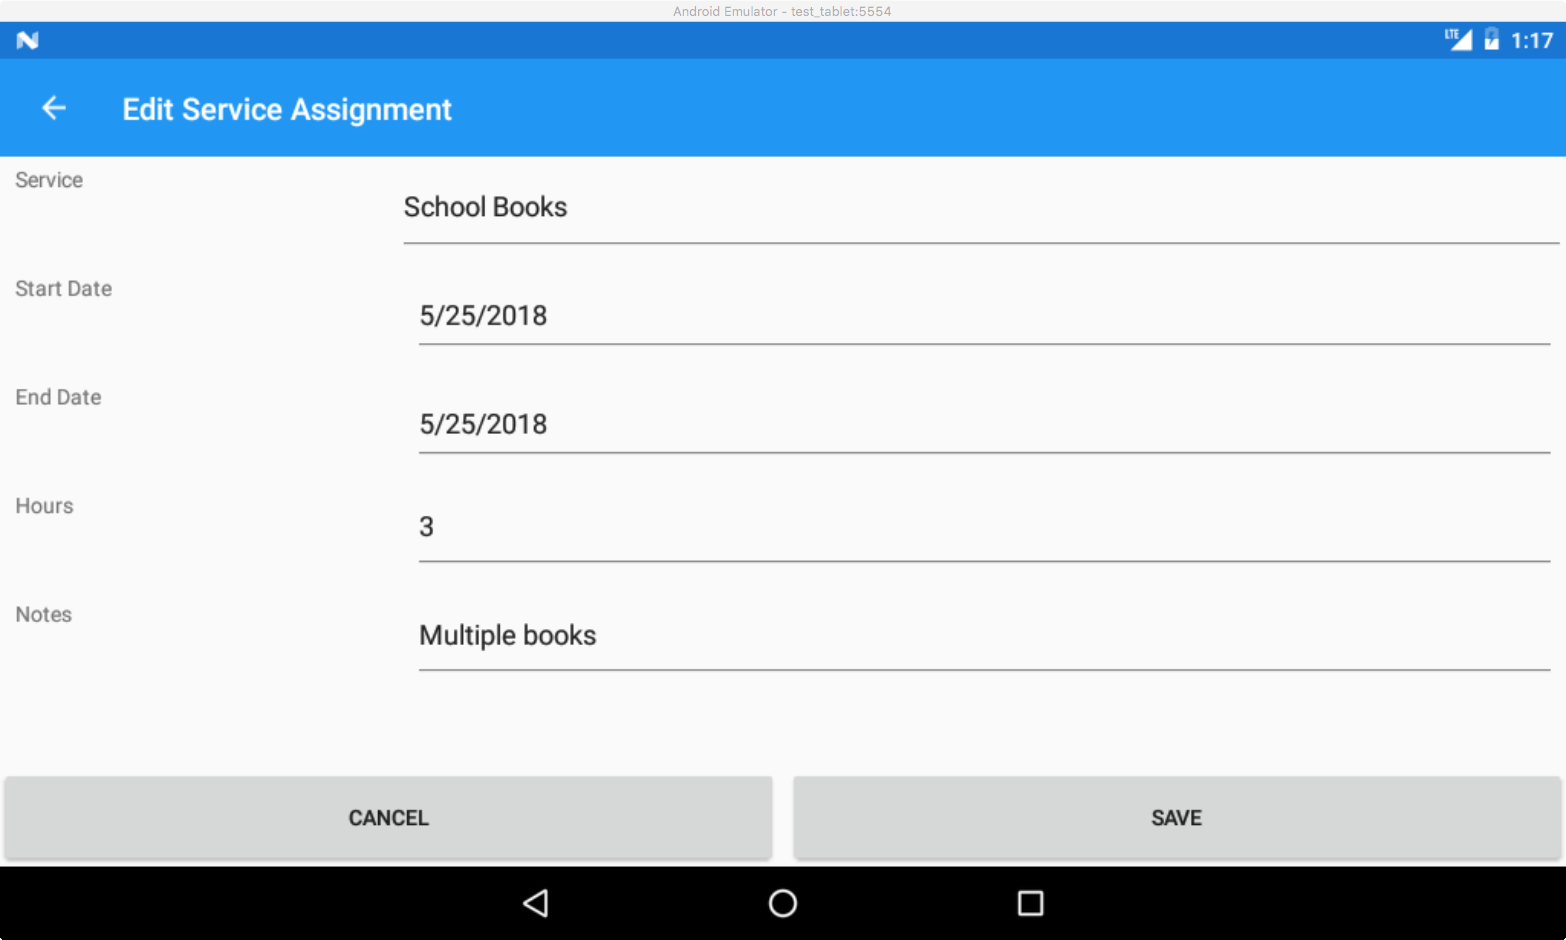 Android Emulator - test_tablet:5554
LTE 1:17
Edit Service Assignment
Service
School Books
Start Date
5/25/2018
End Date
5/25/2018
Hours
3
Notes
Multiple books
CANCEL SAVE